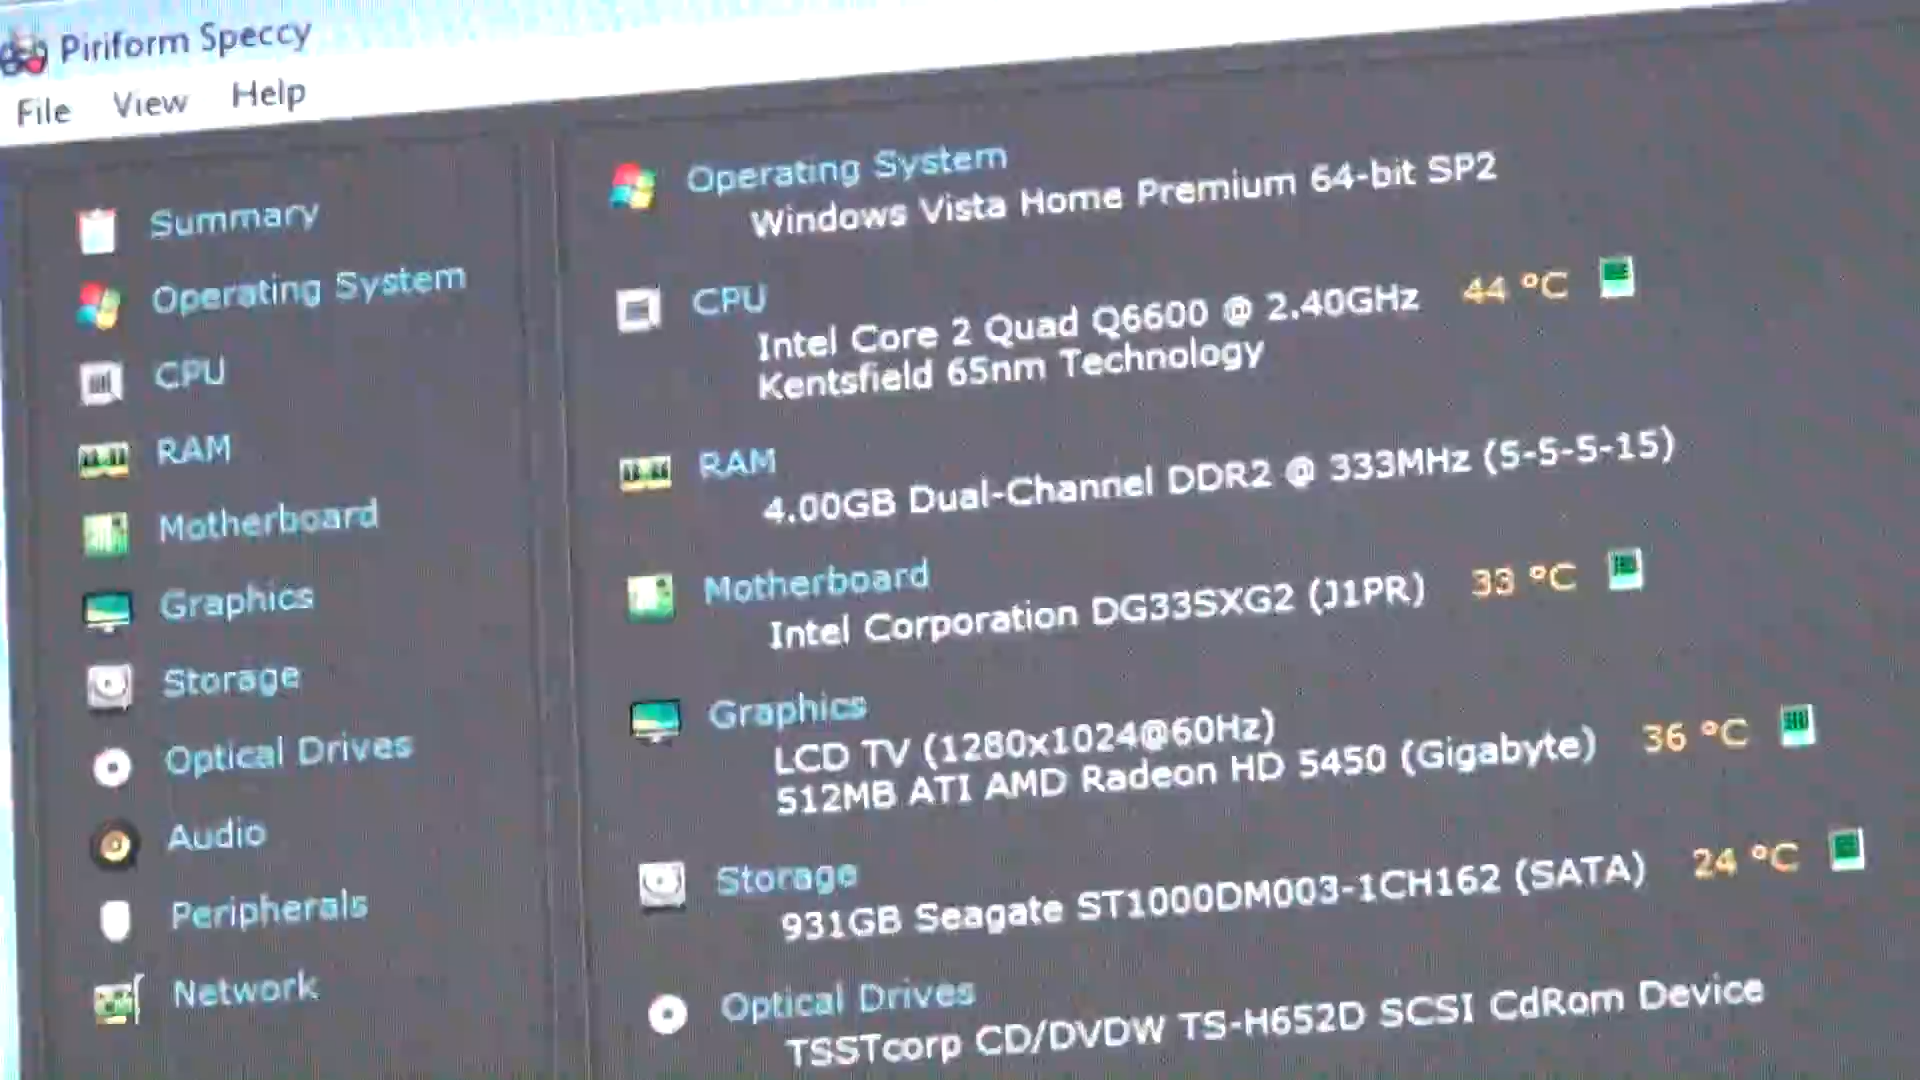 Piriform Speccy
File View Help
Summary
Operating System
CPU
RAM
Motherboard
Graphics
Storage
Optical Drives
Audio
Peripherals
Network
Operating System
Windows Vista Home Premium 64-bit SP2
CPU
Intel Core 2 Quad Q6600 @ 2.40GHz 44 °C
Kentsfield 65nm Technology
RAM
4.00GB Dual-Channel DDR2 @ 333MHz (5-5-5-15)
Motherboard
Intel Corporation DG33SXG2 (J1PR) 33 °C
Graphics
LCD TV (1280x1024@60Hz)
512MB ATI AMD Radeon HD 5450 (Gigabyte) 36 °C
Storage
931GB Seagate ST1000DM003-1CH162 (SATA) 24 °C
Optical Drives
TSSTcorp CD/DVDW TS-H652D SCSI CdRom Device